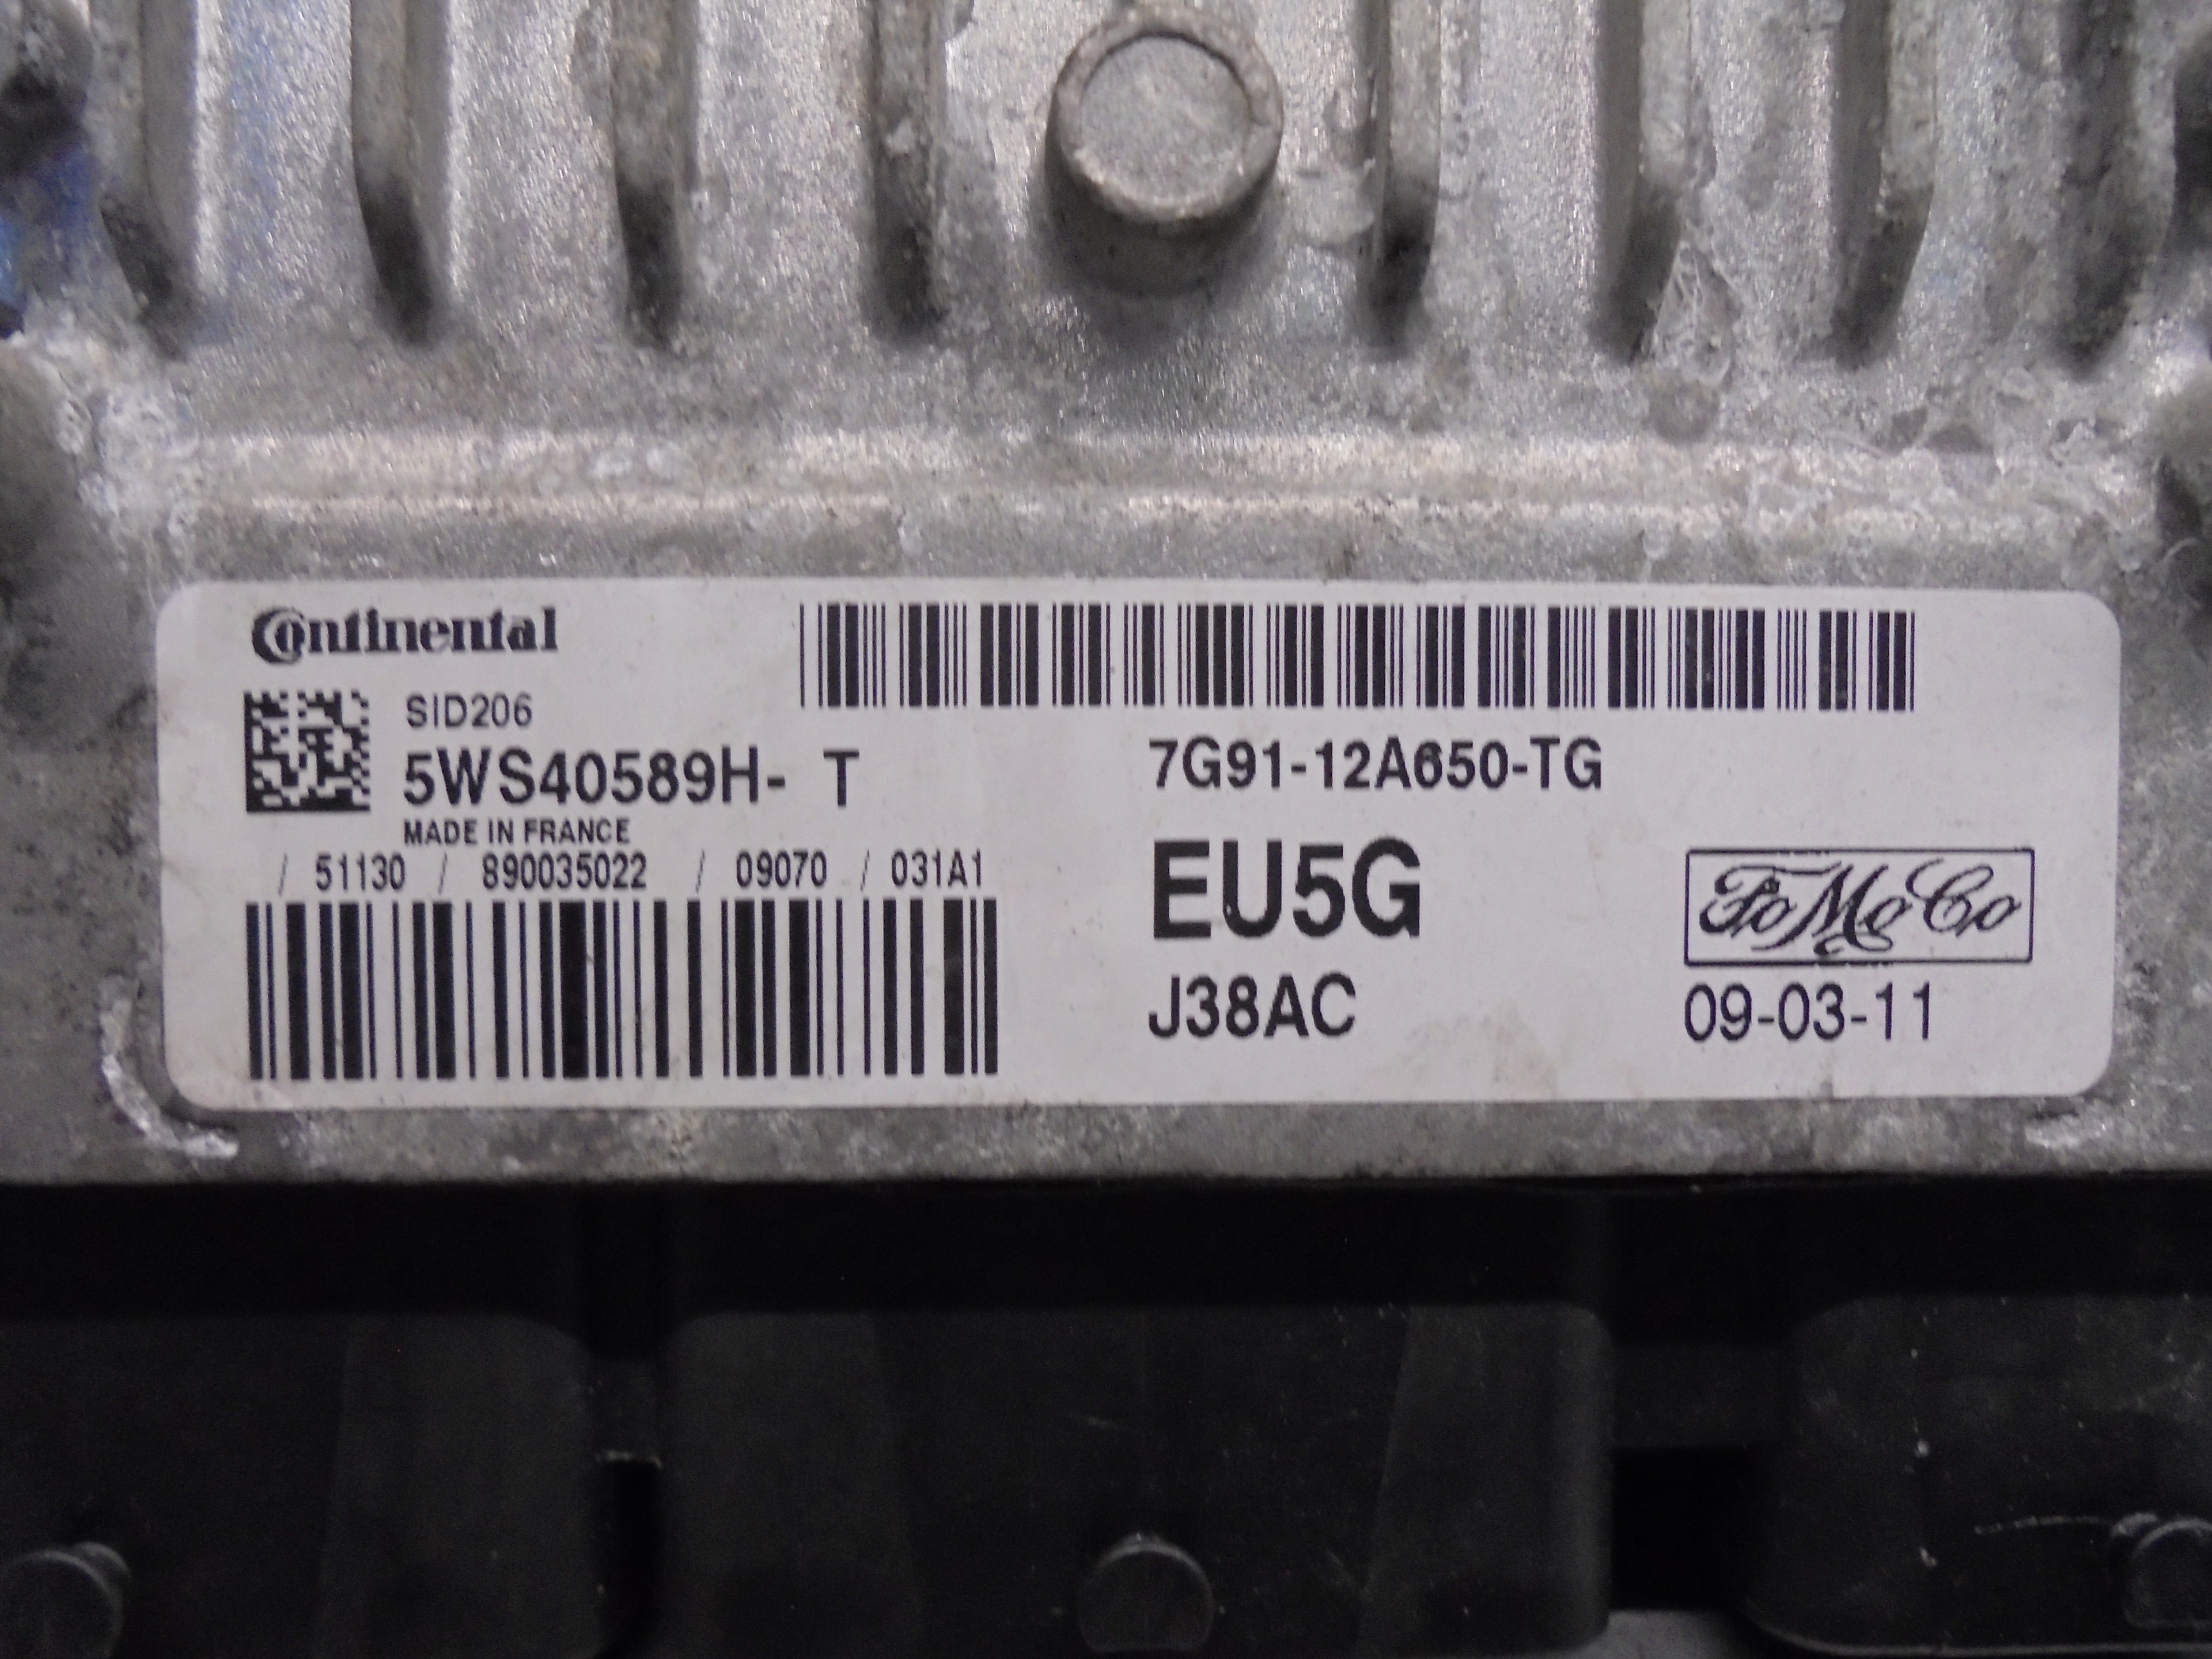 Continental
SID206
5WS40589H- T
MADE IN FRANCE
/ 51130 / 890035022 / 09070 / 031A1
7G91-12A650-TG
EU5G
J38AC
FoMoCo
09-03-11